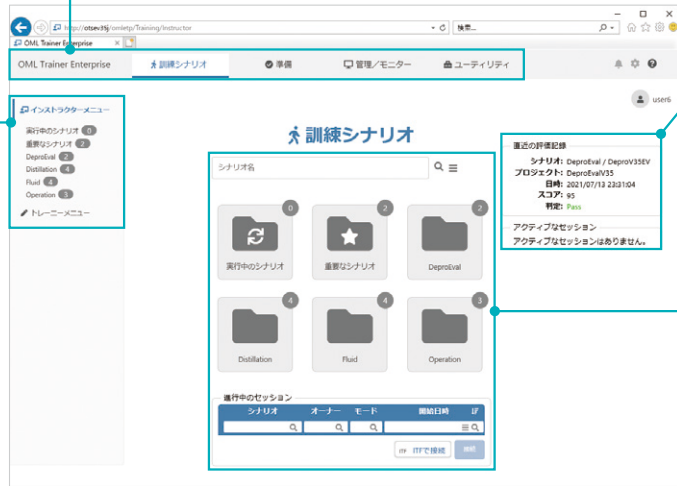 http://otsev35j/omletp/Training/Instructor
検索...
OML Trainer Enterprise
OML Trainer Enterprise
訓練シナリオ
準備
管理/モニター
ユーティリティ
user6
インストラクターメニュー
実行中のシナリオ 0
重要なシナリオ 2
DeproEval 2
Distillation 4
Fluid 4
Operation 3
トレーニーメニュー
訓練シナリオ
シナリオ名
0
実行中のシナリオ
2
重要なシナリオ
2
DeproEval
4
Distillation
4
Fluid
3
Operation
進行中のセッション
シナリオ オーナー モード 開始日時
ITF ITFで接続
直近の評価記録
シナリオ: DeproEval / DeproV35EV
プロジェクト: DeproEvalV35
日時: 2021/07/13 23:31:04
スコア: 95
判定: Pass
アクティブなセッション
アクティブなセッションはありません。